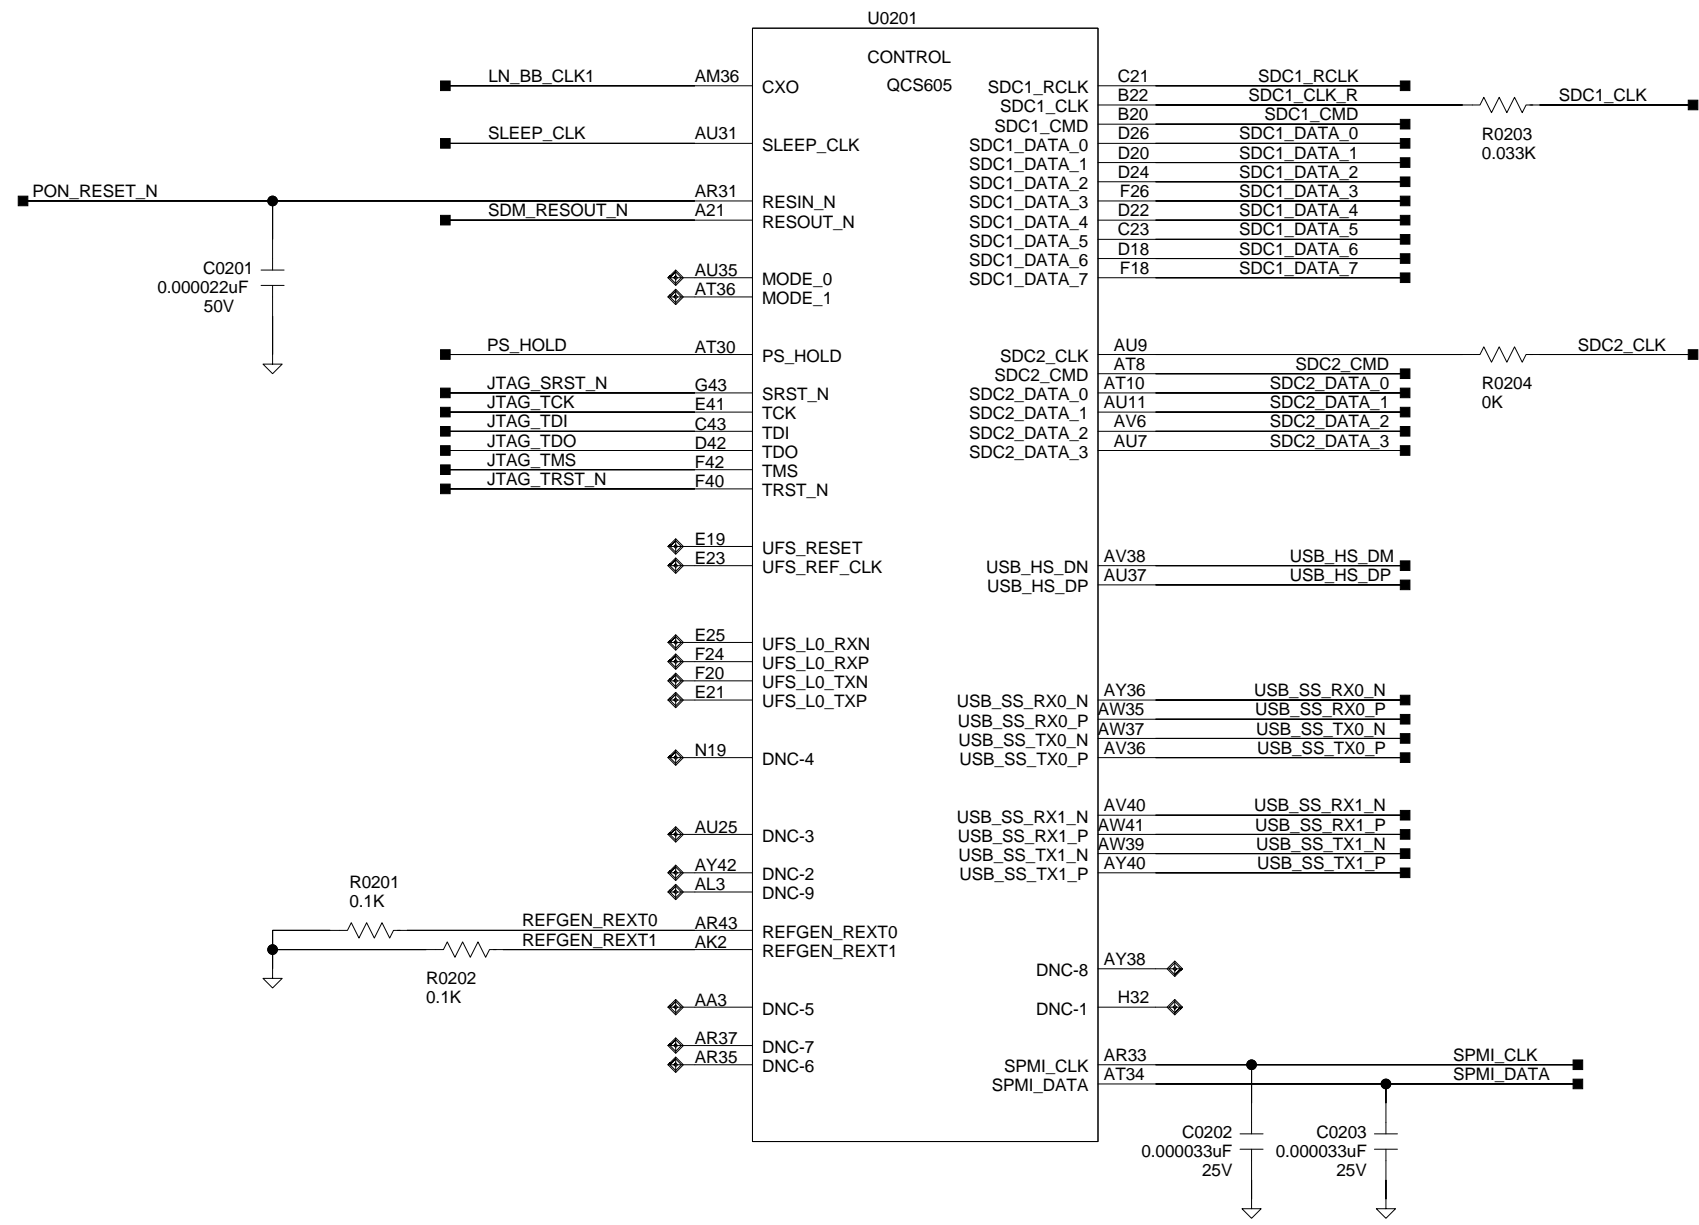 U0201
CONTROL
QCS605
LN_BB_CLK1 AM36 CXO
SLEEP_CLK AU31 SLEEP_CLK
PON_RESET_N AR31 RESIN_N
SDM_RESOUT_N A21 RESOUT_N
C0201
0.000022uF
50V
AU35 MODE_0
AT36 MODE_1
PS_HOLD AT30 PS_HOLD
JTAG_SRST_N G43 SRST_N
JTAG_TCK E41 TCK
JTAG_TDI C43 TDI
JTAG_TDO D42 TDO
JTAG_TMS F42 TMS
JTAG_TRST_N F40 TRST_N
E19 UFS_RESET
E23 UFS_REF_CLK
E25 UFS_L0_RXN
F24 UFS_L0_RXP
F20 UFS_L0_TXN
E21 UFS_L0_TXP
N19 DNC-4
AU25 DNC-3
AY42 DNC-2
AL3 DNC-9
R0201
0.1K
REFGEN_REXT0 AR43 REFGEN_REXT0
REFGEN_REXT1 AK2 REFGEN_REXT1
R0202
0.1K
AA3 DNC-5
AR37 DNC-7
AR35 DNC-6
SDC1_RCLK C21 SDC1_RCLK
SDC1_CLK B22 SDC1_CLK_R SDC1_CLK
R0203
0.033K
SDC1_CMD B20 SDC1_CMD
SDC1_DATA_0 D26 SDC1_DATA_0
SDC1_DATA_1 D20 SDC1_DATA_1
SDC1_DATA_2 D24 SDC1_DATA_2
SDC1_DATA_3 F26 SDC1_DATA_3
SDC1_DATA_4 D22 SDC1_DATA_4
SDC1_DATA_5 C23 SDC1_DATA_5
SDC1_DATA_6 D18 SDC1_DATA_6
SDC1_DATA_7 F18 SDC1_DATA_7
SDC2_CLK AU9 SDC2_CLK
R0204
0K
SDC2_CMD AT8 SDC2_CMD
SDC2_DATA_0 AT10 SDC2_DATA_0
SDC2_DATA_1 AU11 SDC2_DATA_1
SDC2_DATA_2 AV6 SDC2_DATA_2
SDC2_DATA_3 AU7 SDC2_DATA_3
USB_HS_DN AV38 USB_HS_DM
USB_HS_DP AU37 USB_HS_DP
USB_SS_RX0_N AY36 USB_SS_RX0_N
USB_SS_RX0_P AW35 USB_SS_RX0_P
USB_SS_TX0_N AW37 USB_SS_TX0_N
USB_SS_TX0_P AV36 USB_SS_TX0_P
USB_SS_RX1_N AV40 USB_SS_RX1_N
USB_SS_RX1_P AW41 USB_SS_RX1_P
USB_SS_TX1_N AW39 USB_SS_TX1_N
USB_SS_TX1_P AY40 USB_SS_TX1_P
DNC-8 AY38
DNC-1 H32
SPMI_CLK AR33 SPMI_CLK
SPMI_DATA AT34 SPMI_DATA
C0202
0.000033uF
25V
C0203
0.000033uF
25V